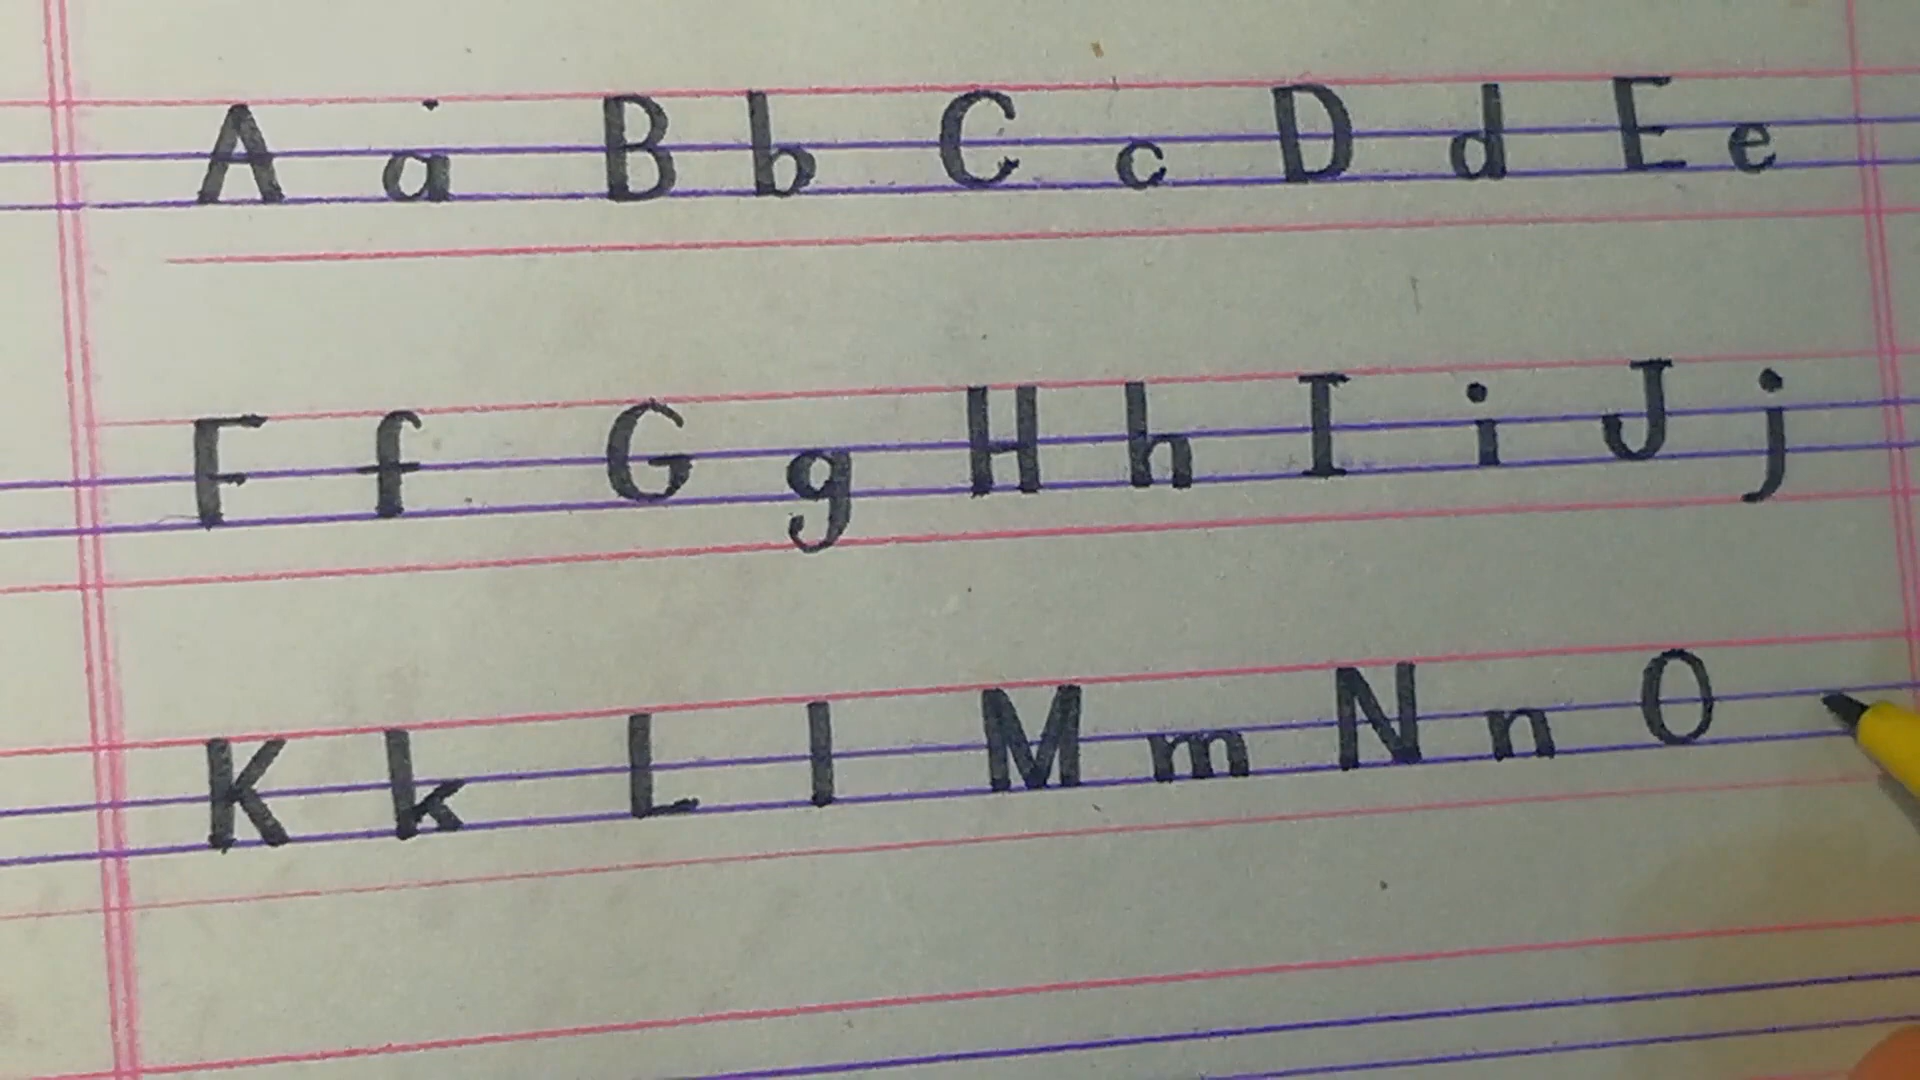 A a B b C c D d E e
F f G g H h I i J j
K k L l M m N n O